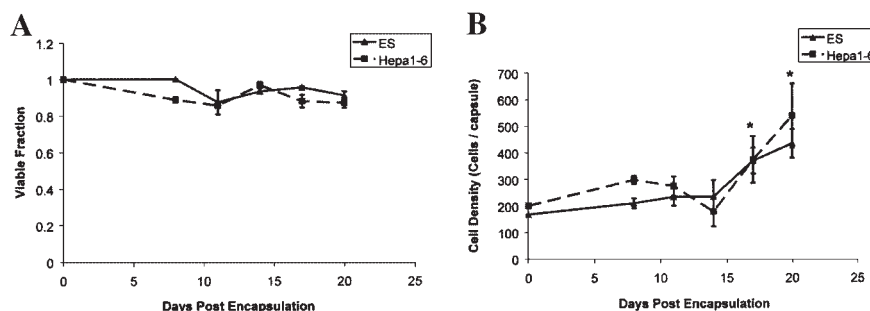 A
ES
Hepa1-6
1.2
1
0.8
0.6
0.4
0.2
0
Viable Fraction
0 5 10 15 20 25
Days Post Encapsulation
B
ES
Hepa1-6
700
600
500
400
300
200
100
0
Cell Density (Cells / capsule)
* *
0 5 10 15 20 25
Days Post Encapsulation